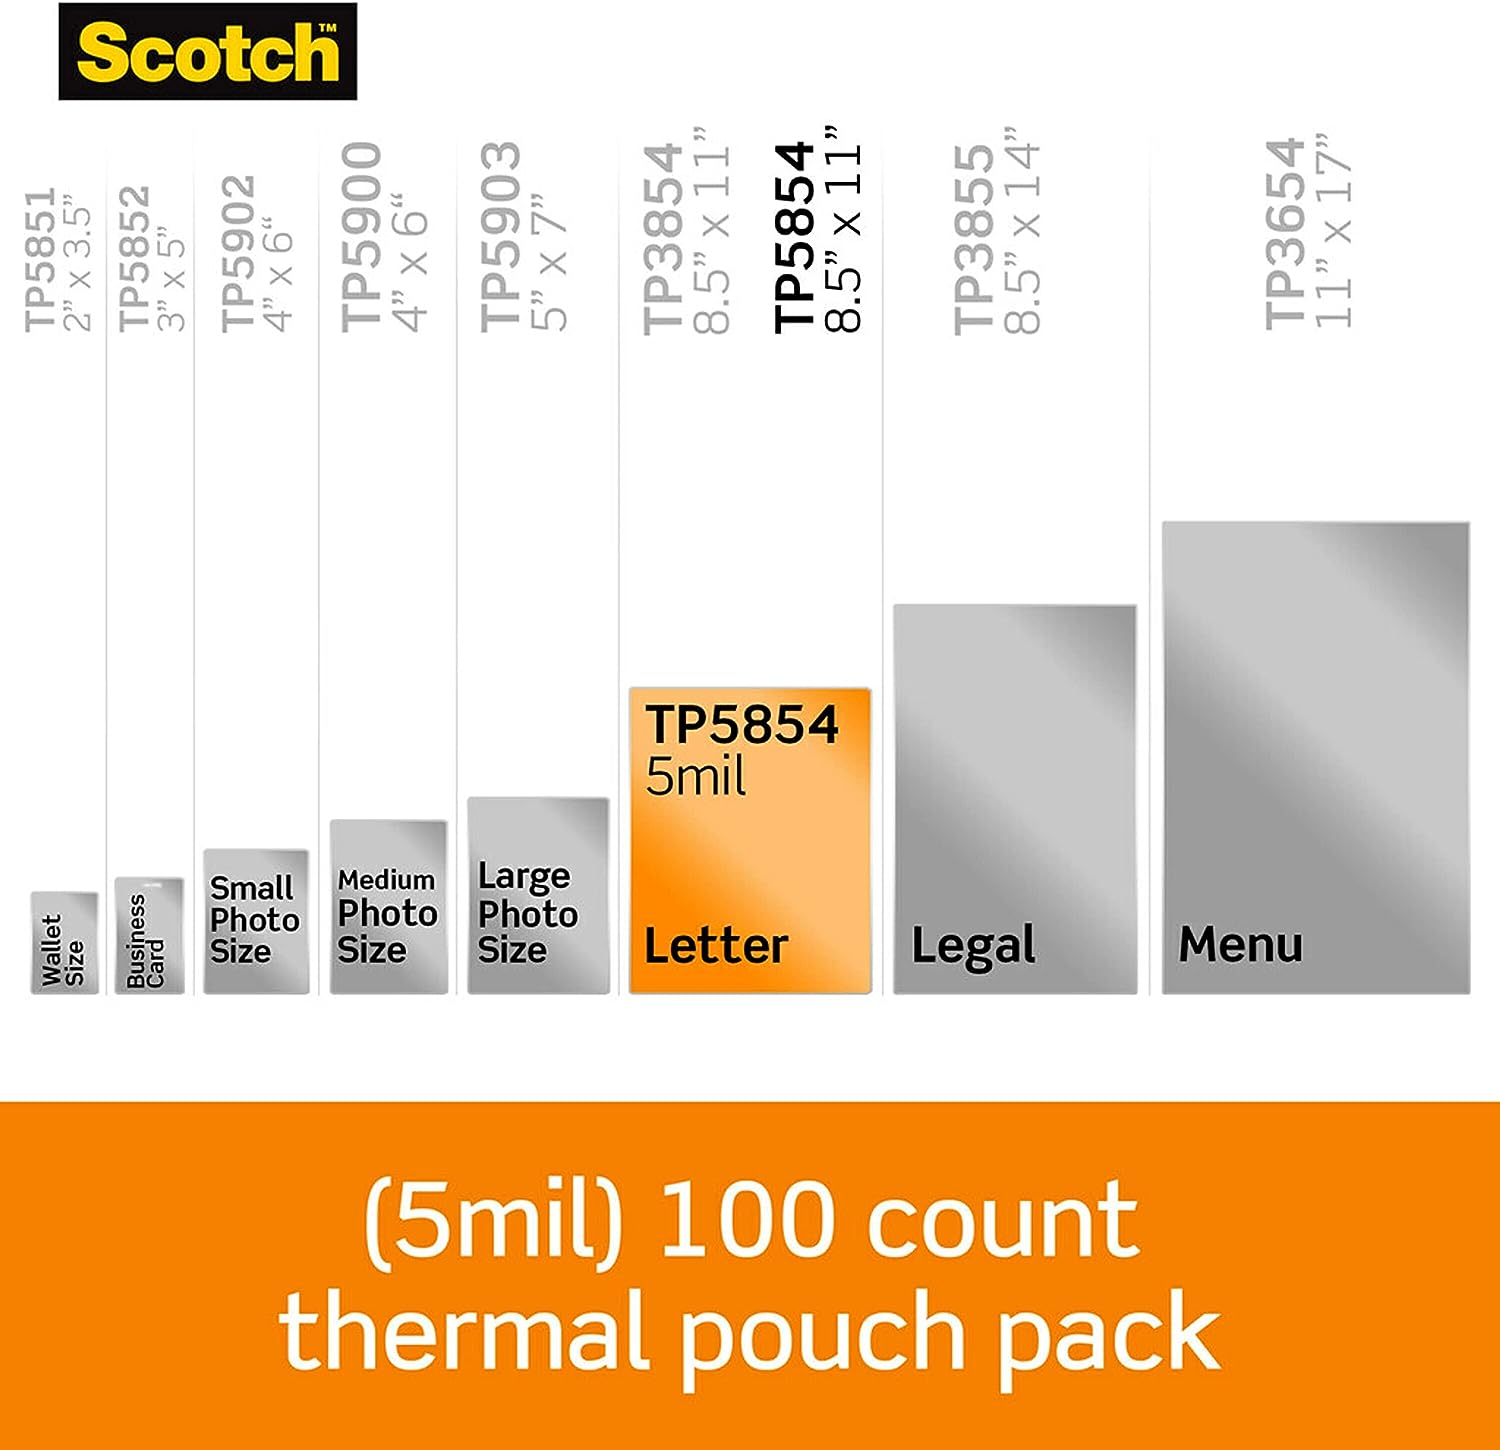 Scotch™
TP5851
2” x 3.5”
TP5852
3” x 5”
TP5902
4” x 6“
TP5900
4” x 6“
TP5903
5” x 7”
TP3854
8.5” x 11”
TP5854
8.5” x 11”
TP3855
8.5” x 14”
TP3654
11” x 17”
Wallet
Size
Business
Card
Small
Photo
Size
Medium
Photo
Size
Large
Photo
Size
TP5854
5mil
Letter
Legal
Menu
(5mil) 100 count
thermal pouch pack